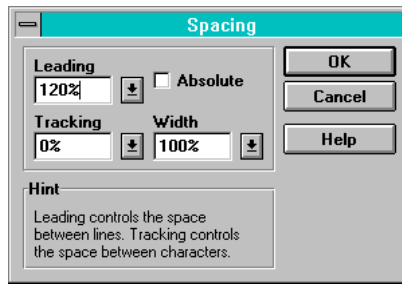 Spacing
Leading
120%
Absolute
Tracking
0%
Width
100%
OK
Cancel
Help
Hint
Leading controls the space
between lines. Tracking controls
the space between characters.